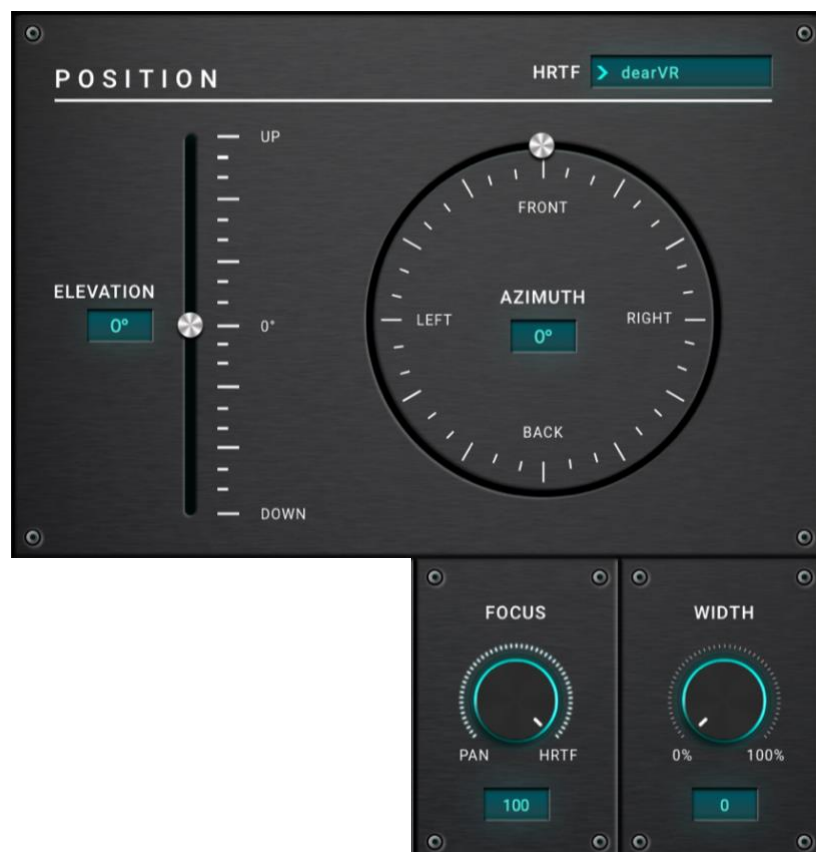 POSITION
HRTF > dearVR
UP
ELEVATION
0°
0°
DOWN
FRONT
LEFT
AZIMUTH
0°
RIGHT
BACK
FOCUS
PAN HRTF
100
WIDTH
0% 100%
0